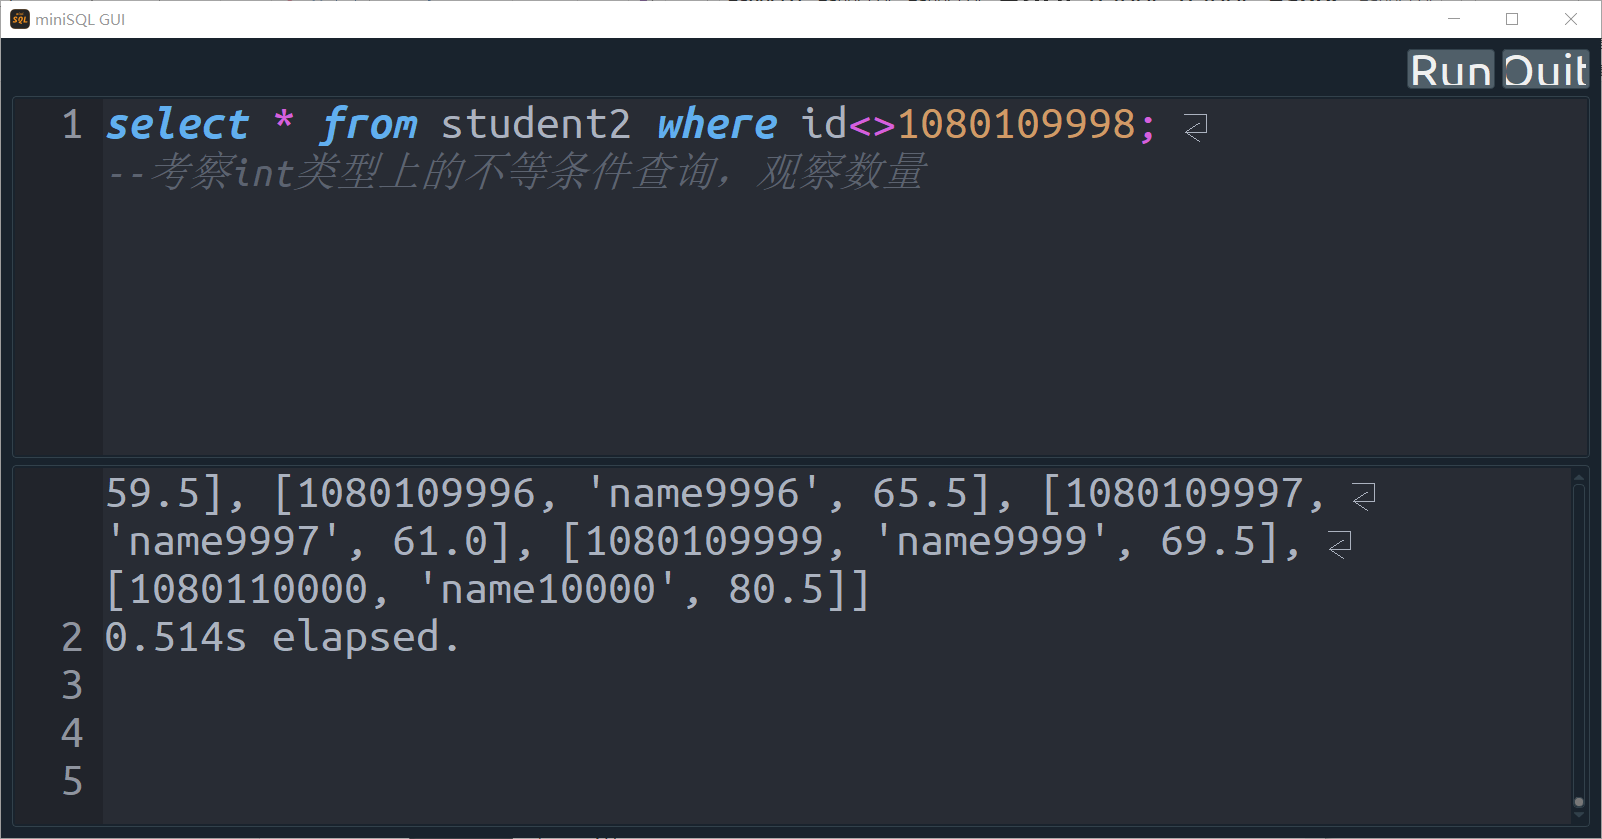 miniSQL GUI
Run Quit
1 select * from student2 where id<>1080109998;
--考察int类型上的不等条件查询，观察数量
59.5], [1080109996, 'name9996', 65.5], [1080109997,
'name9997', 61.0], [1080109999, 'name9999', 69.5],
[1080110000, 'name10000', 80.5]]
2 0.514s elapsed.
3
4
5